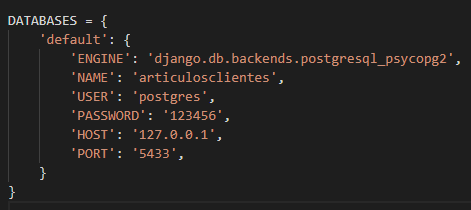 DATABASES = {
    'default': {
        'ENGINE': 'django.db.backends.postgresql_psycopg2',
        'NAME': 'articulosclientes',
        'USER': 'postgres',
        'PASSWORD': '123456',
        'HOST': '127.0.0.1',
        'PORT': '5433',
    }
}